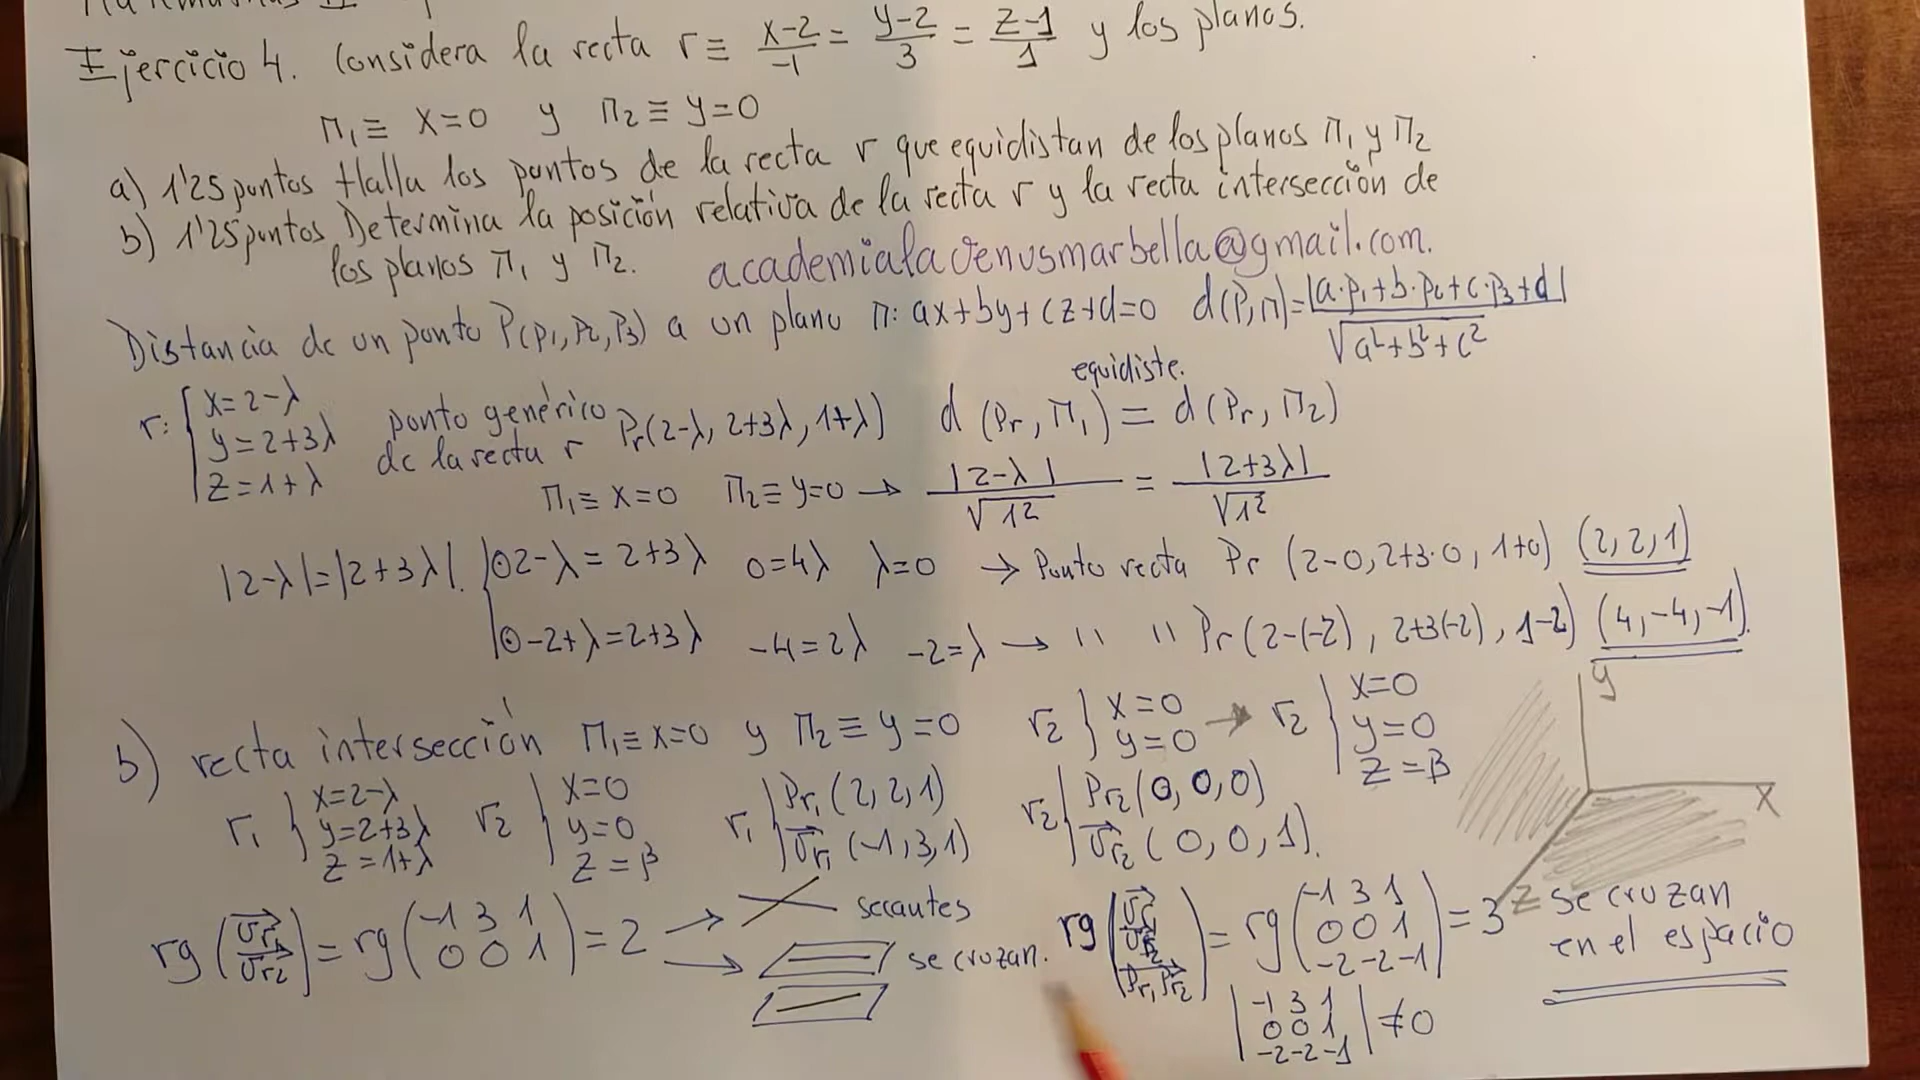 Ejercicio 4. Considera la recta r ≡ (x-2)/-1 = (y-2)/3 = (z-1)/1 y los planos.
π1 ≡ x=0 y π2 ≡ y=0
a) 1'25 puntos Halla los puntos de la recta r que equidistan de los planos π1 y π2
b) 1'25 puntos Determina la posición relativa de la recta r y la recta intersección de
los planos π1 y π2. academialavenusmarbella@gmail.com.
Distancia de un punto P(p1,p2,p3) a un plano π: ax+by+cz+d=0 d(P,π)=|a·p1+b·p2+c·p3+d|/√(a²+b²+c²)
equidiste.
r: { x=2-λ
y=2+3λ
z=1+λ
punto genérico
de la recta r
Pr(2-λ, 2+3λ, 1+λ) d(Pr, π1) = d(Pr, π2)
π1 ≡ x=0 π2 ≡ y=0 → |2-λ|/√1² = |2+3λ|/√1²
|2-λ|=|2+3λ|. { 2-λ = 2+3λ 0=4λ λ=0 → Punto recta Pr (2-0, 2+3·0, 1+0) (2,2,1)
-2+λ=2+3λ -4=2λ -2=λ → " " Pr(2-(-2), 2+3(-2), 1-2) (4,-4,-1).
b) recta intersección π1 ≡ x=0 y π2 ≡ y=0 r2 { x=0 y=0 → r2 { x=0 y=0 z=β
y
x
z
r1 { x=2-λ y=2+3λ z=1+λ r2 { x=0 y=0 z=β r1 { Pr1(2,2,1) vr1(-1,3,1) r2 { Pr2(0,0,0) vr2(0,0,1).
rg(vr1 vr2) = rg(-1 3 1 0 0 1) = 2 → secantes
→ se cruzan.
rg(vr1 vr2 Pr1Pr2) = rg(-1 3 1 0 0 1 -2 -2 -1) = 3 se cruzan
en el espacio
|-1 3 1 0 0 1 -2 -2 -1| ≠ 0